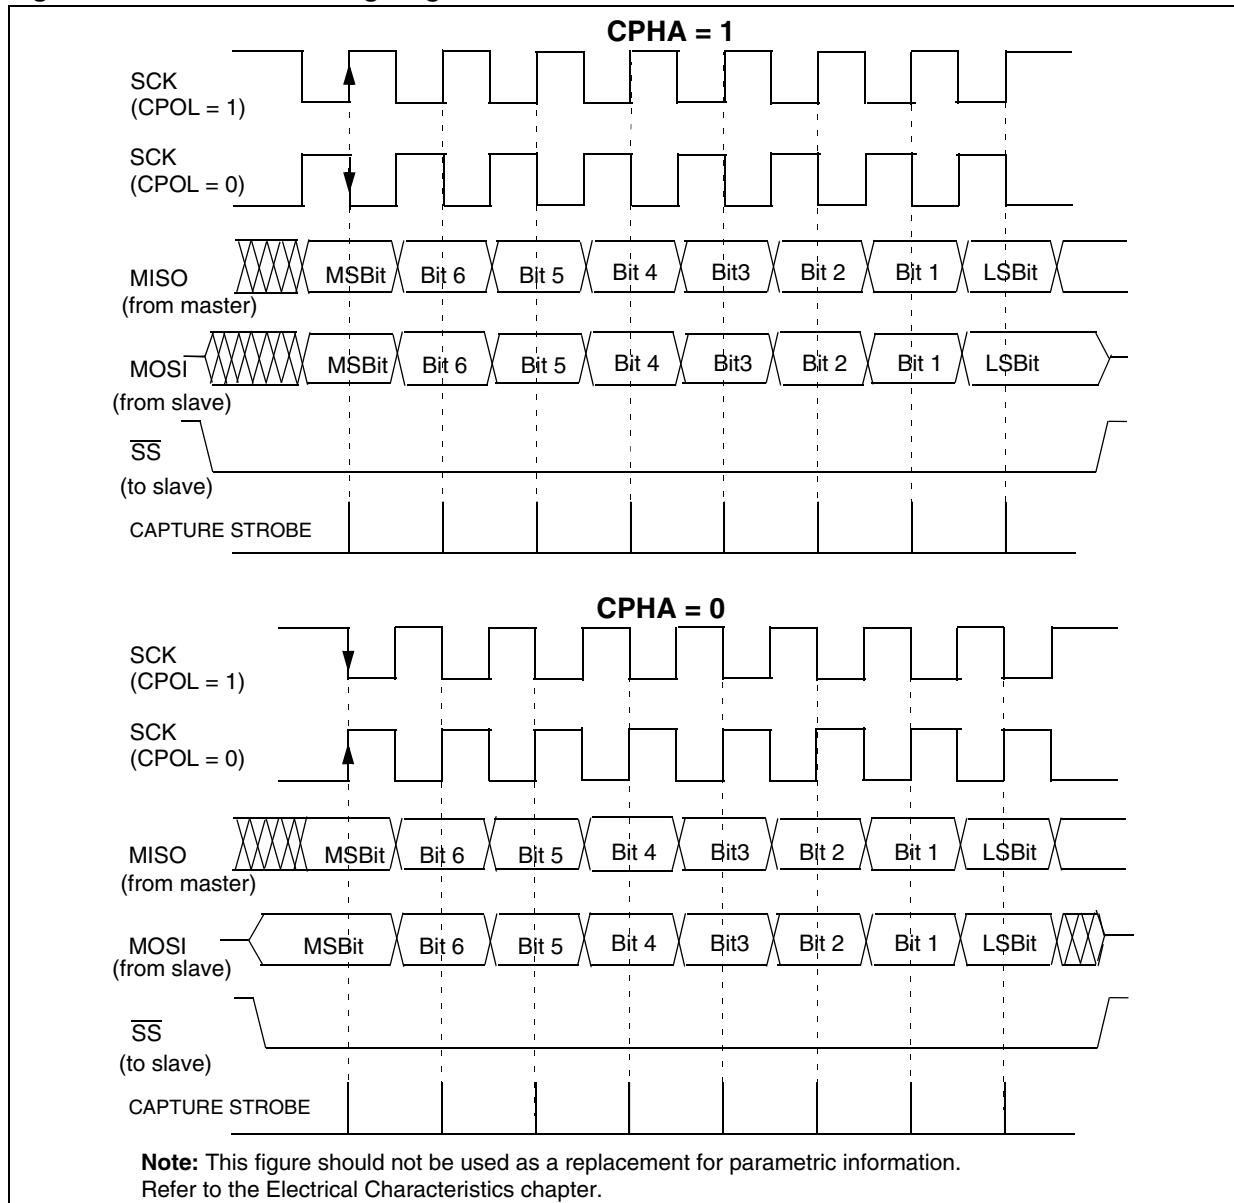 CPHA = 1
SCK
(CPOL = 1)
SCK
(CPOL = 0)
MISO
(from master)
MSBit Bit 6 Bit 5 Bit 4 Bit3 Bit 2 Bit 1 LSBit
MOSI
(from slave)
MSBit Bit 6 Bit 5 Bit 4 Bit3 Bit 2 Bit 1 LSBit
SS
(to slave)
CAPTURE STROBE
CPHA = 0
SCK
(CPOL = 1)
SCK
(CPOL = 0)
MISO
(from master)
MSBit Bit 6 Bit 5 Bit 4 Bit3 Bit 2 Bit 1 LSBit
MOSI
(from slave)
MSBit Bit 6 Bit 5 Bit 4 Bit3 Bit 2 Bit 1 LSBit
SS
(to slave)
CAPTURE STROBE
Note: This figure should not be used as a replacement for parametric information.
Refer to the Electrical Characteristics chapter.